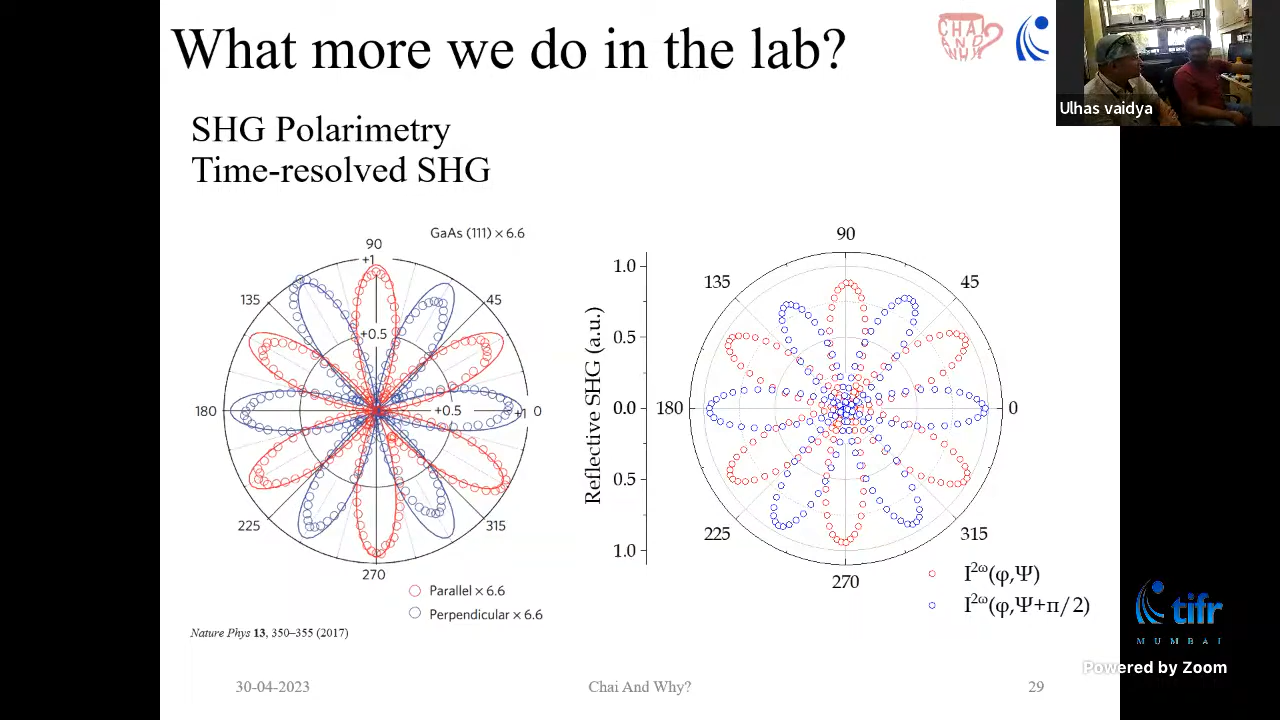 What more we do in the lab?
CHAI
AND
WHY
Ulhas vaidya
SHG Polarimetry
Time-resolved SHG
GaAs (111) × 6.6
90
+1
135
45
+0.5
180
+0.5
+1
0
225
315
270
Parallel × 6.6
Perpendicular × 6.6
Nature Phys 13, 350–355 (2017)
Reflective SHG (a.u.)
1.0
0.5
0.0
0.5
1.0
90
135
45
180
0
225
315
270
I²ω(φ,Ψ)
I²ω(φ,Ψ+π/2)
tifr
MUMBAI
Powered by Zoom
30-04-2023
Chai And Why?
29